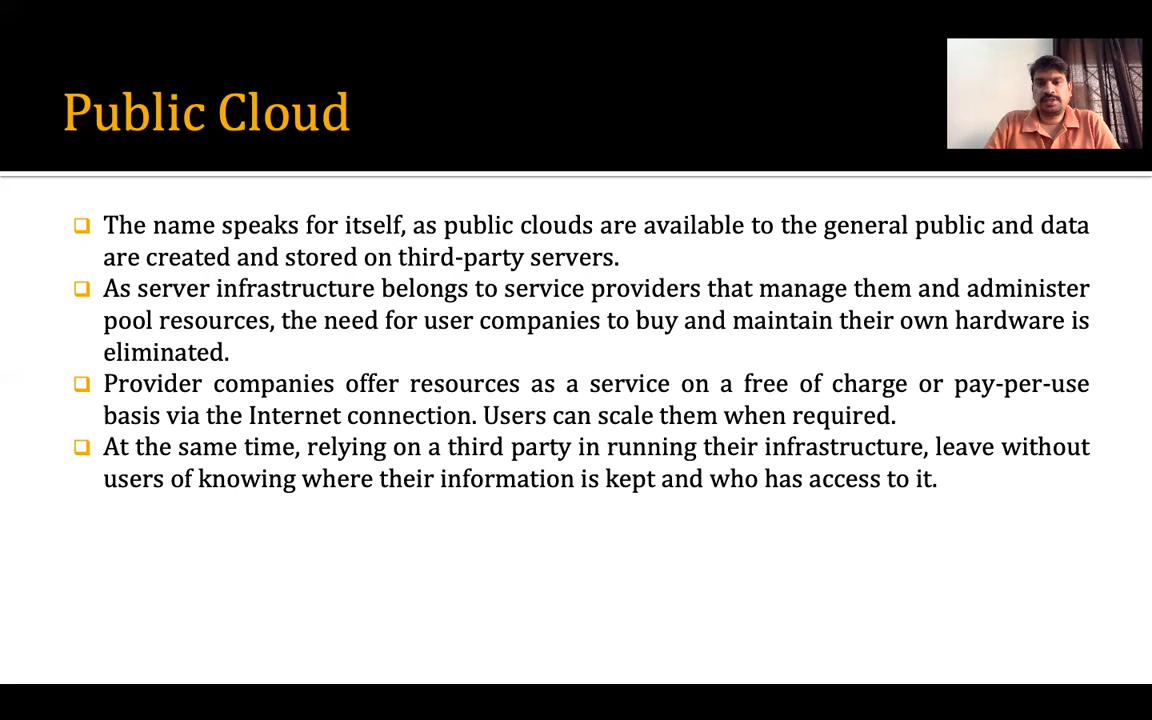 Public Cloud
The name speaks for itself, as public clouds are available to the general public and data
are created and stored on third-party servers.
As server infrastructure belongs to service providers that manage them and administer
pool resources, the need for user companies to buy and maintain their own hardware is
eliminated.
Provider companies offer resources as a service on a free of charge or pay-per-use
basis via the Internet connection. Users can scale them when required.
At the same time, relying on a third party in running their infrastructure, leave without
users of knowing where their information is kept and who has access to it.